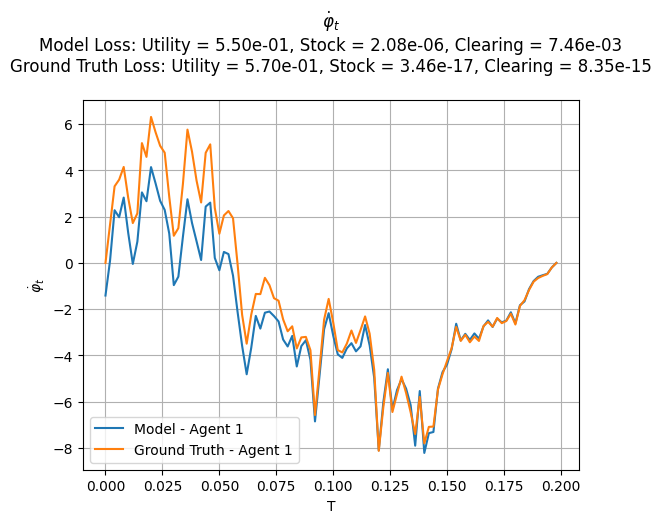 φ̇ₜ
Model Loss: Utility = 5.50e-01, Stock = 2.08e-06, Clearing = 7.46e-03
Ground Truth Loss: Utility = 5.70e-01, Stock = 3.46e-17, Clearing = 8.35e-15
6
4
2
0
−2
−4
−6
−8
φ̇ₜ
Model - Agent 1
Ground Truth - Agent 1
0.000 0.025 0.050 0.075 0.100 0.125 0.150 0.175 0.200
T